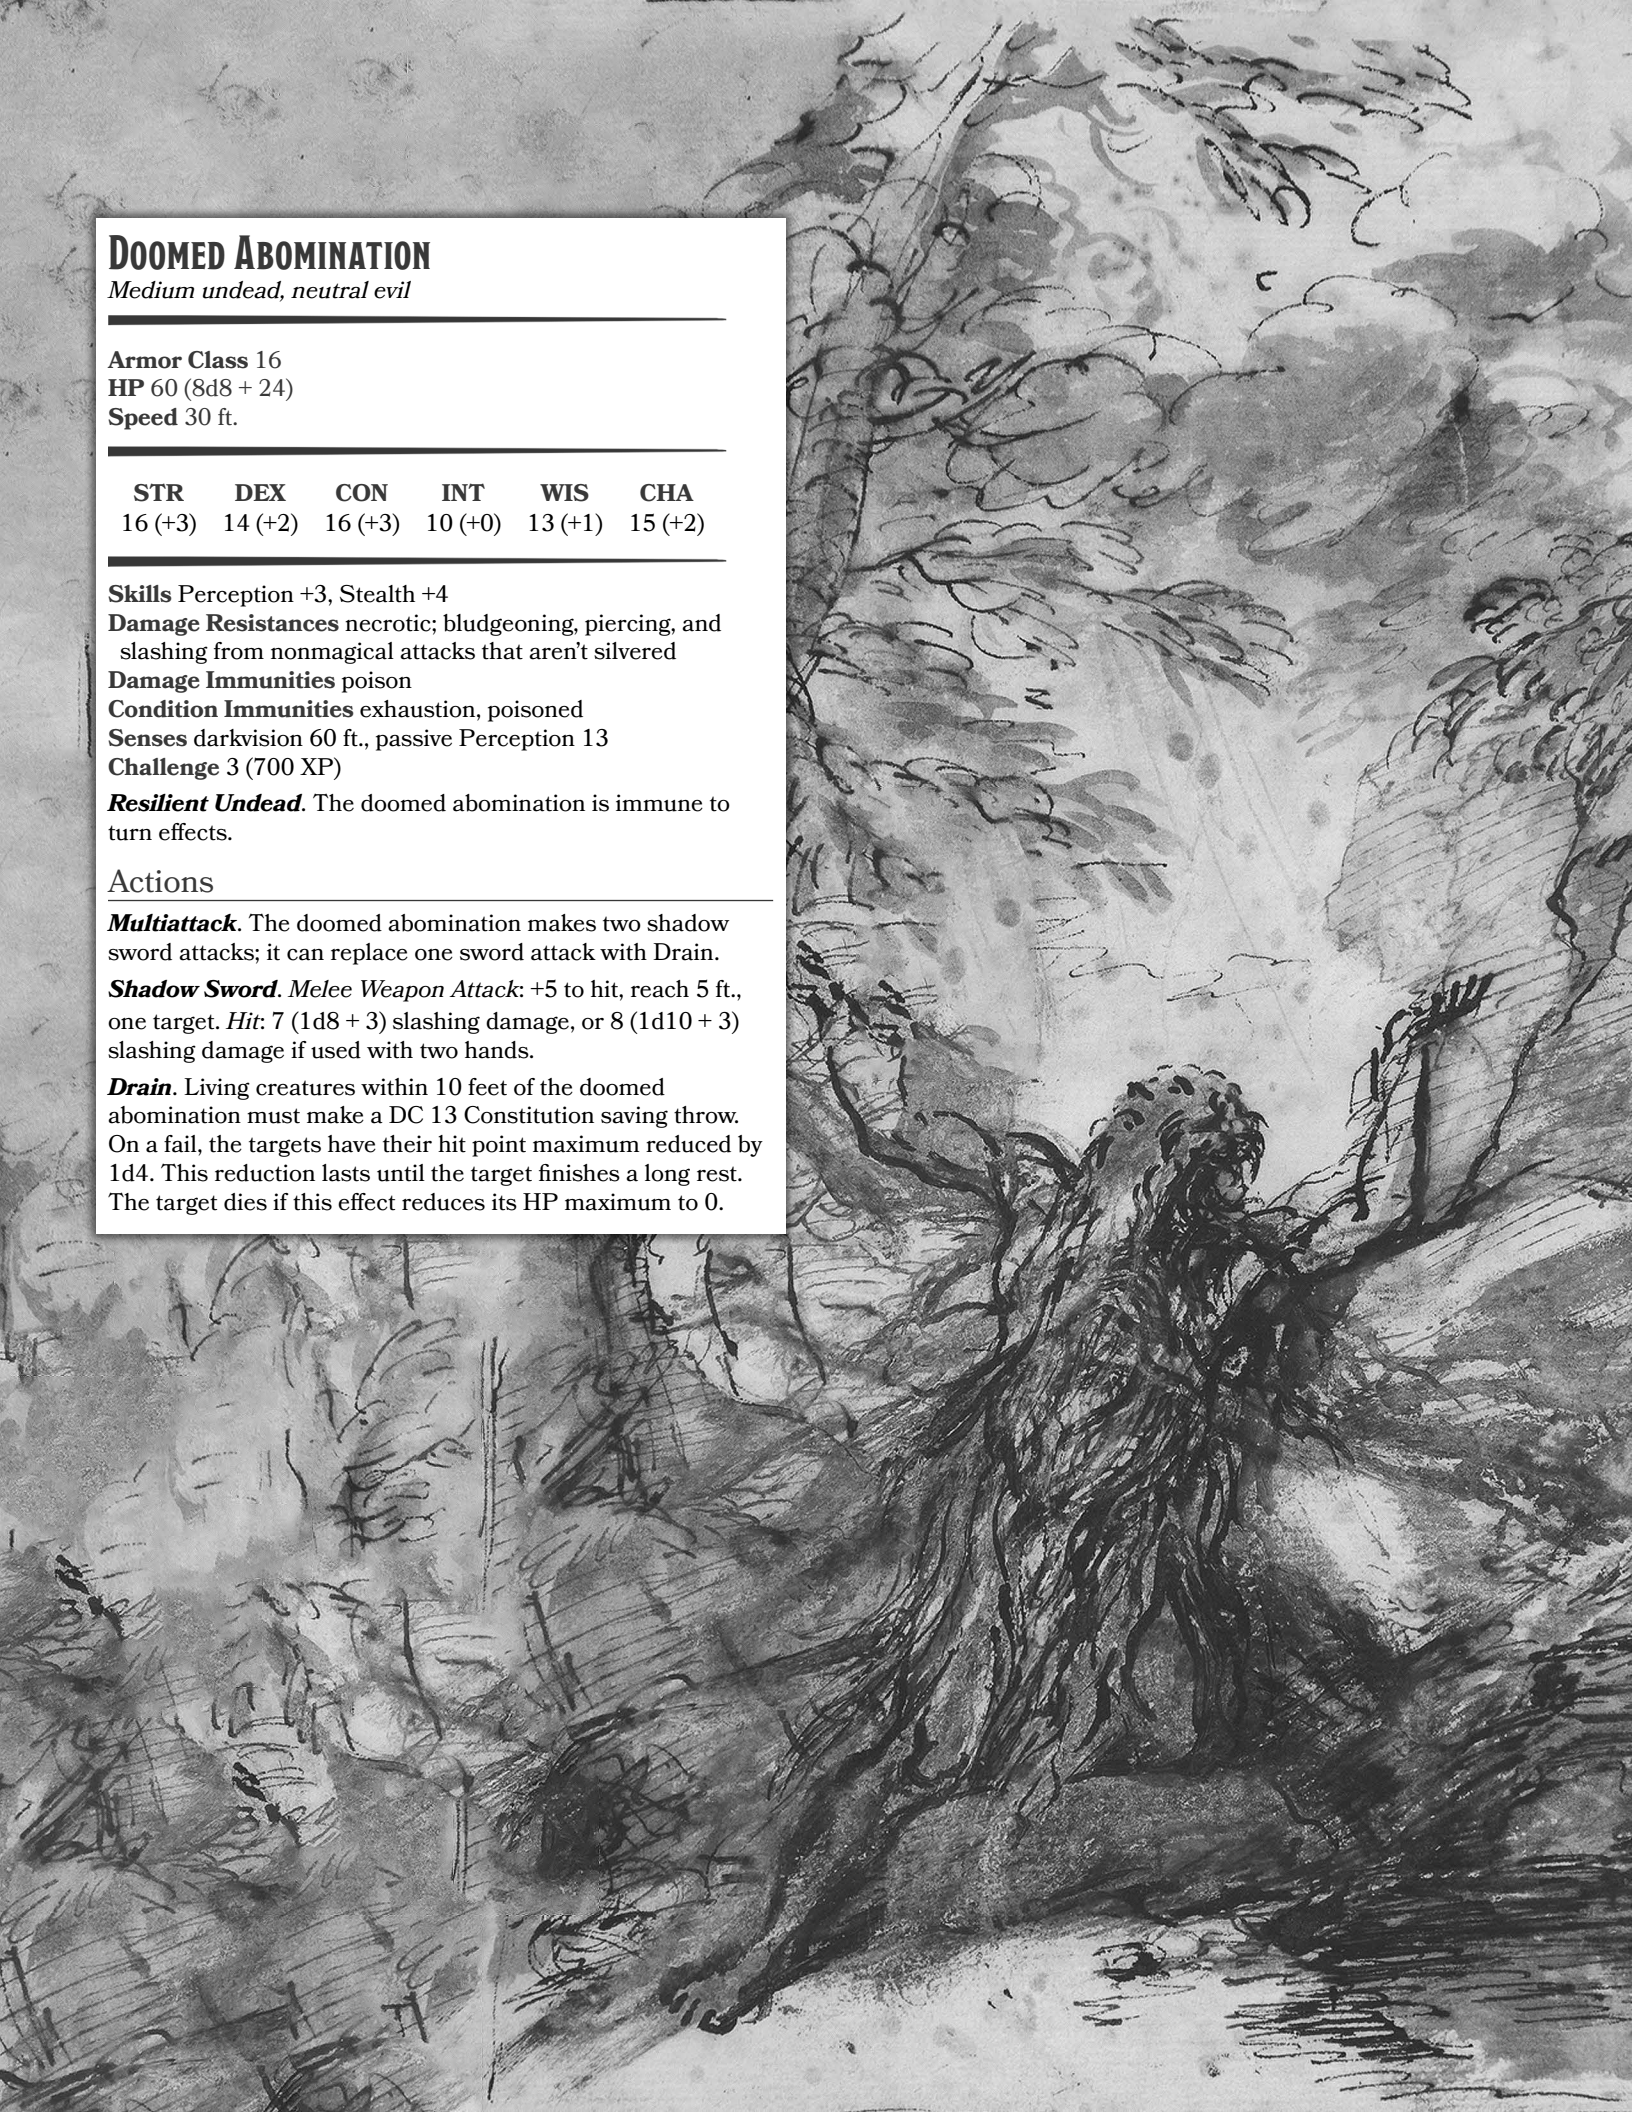 Doomed Abomination
Medium undead, neutral evil
Armor Class 16
HP 60 (8d8 + 24)
Speed 30 ft.
STR DEX CON INT WIS CHA
16 (+3) 14 (+2) 16 (+3) 10 (+0) 13 (+1) 15 (+2)
Skills Perception +3, Stealth +4
Damage Resistances necrotic; bludgeoning, piercing, and
slashing from nonmagical attacks that aren't silvered
Damage Immunities poison
Condition Immunities exhaustion, poisoned
Senses darkvision 60 ft., passive Perception 13
Challenge 3 (700 XP)
Resilient Undead. The doomed abomination is immune to
turn effects.
Actions
Multiattack. The doomed abomination makes two shadow
sword attacks; it can replace one sword attack with Drain.
Shadow Sword. Melee Weapon Attack: +5 to hit, reach 5 ft.,
one target. Hit: 7 (1d8 + 3) slashing damage, or 8 (1d10 + 3)
slashing damage if used with two hands.
Drain. Living creatures within 10 feet of the doomed
abomination must make a DC 13 Constitution saving throw.
On a fail, the targets have their hit point maximum reduced by
1d4. This reduction lasts until the target finishes a long rest.
The target dies if this effect reduces its HP maximum to 0.